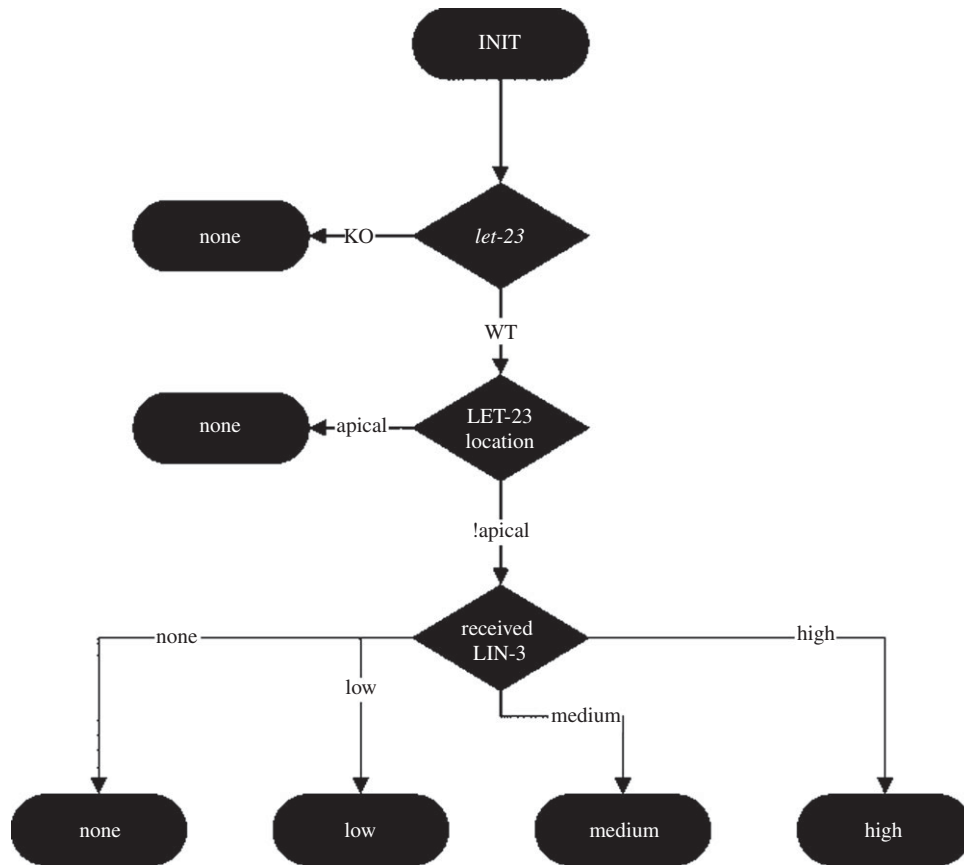 INIT
none
KO
let-23
WT
none
apical
LET-23
location
!apical
none
received
LIN-3
high
low
medium
none
low
medium
high